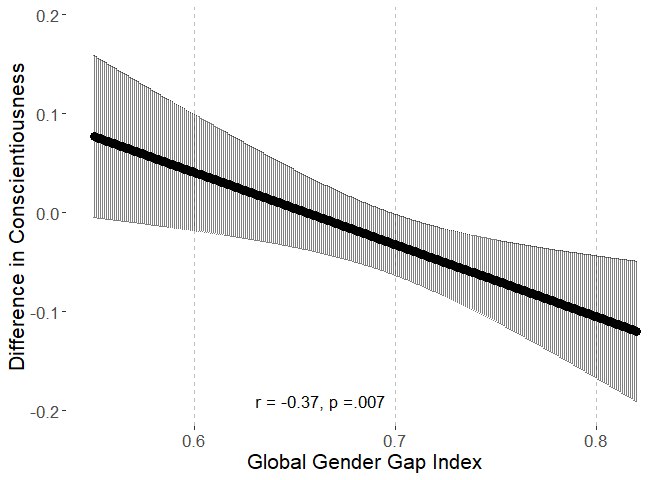 0.2
0.1
0.0
-0.1
-0.2
Difference in Conscientiousness
r = -0.37, p =.007
0.6
0.7
0.8
Global Gender Gap Index